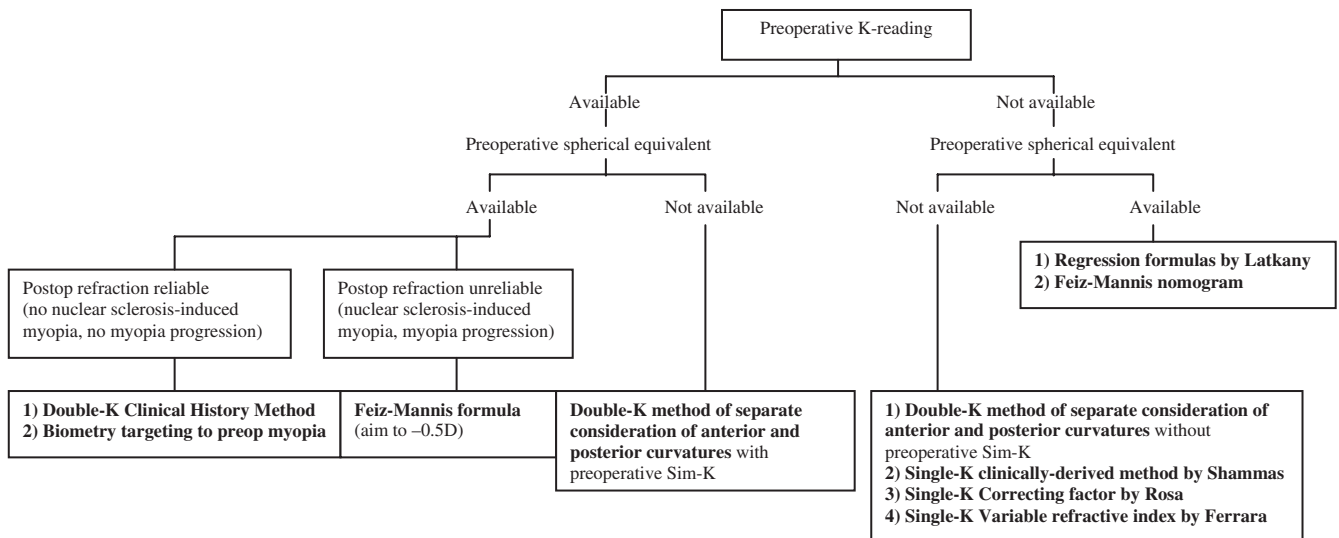 Preoperative K-reading
Available
Not available
Preoperative spherical equivalent
Preoperative spherical equivalent
Available
Not available
Not available
Available
Postop refraction reliable
(no nuclear sclerosis-induced
myopia, no myopia progression)
Postop refraction unreliable
(nuclear sclerosis-induced
myopia, myopia progression)
1) Regression formulas by Latkany
2) Feiz-Mannis nomogram
1) Double-K Clinical History Method
2) Biometry targeting to preop myopia
Feiz-Mannis formula
(aim to –0.5D)
Double-K method of separate
consideration of anterior and
posterior curvatures with
preoperative Sim-K
1) Double-K method of separate consideration of
anterior and posterior curvatures without
preoperative Sim-K
2) Single-K clinically-derived method by Shammas
3) Single-K Correcting factor by Rosa
4) Single-K Variable refractive index by Ferrara